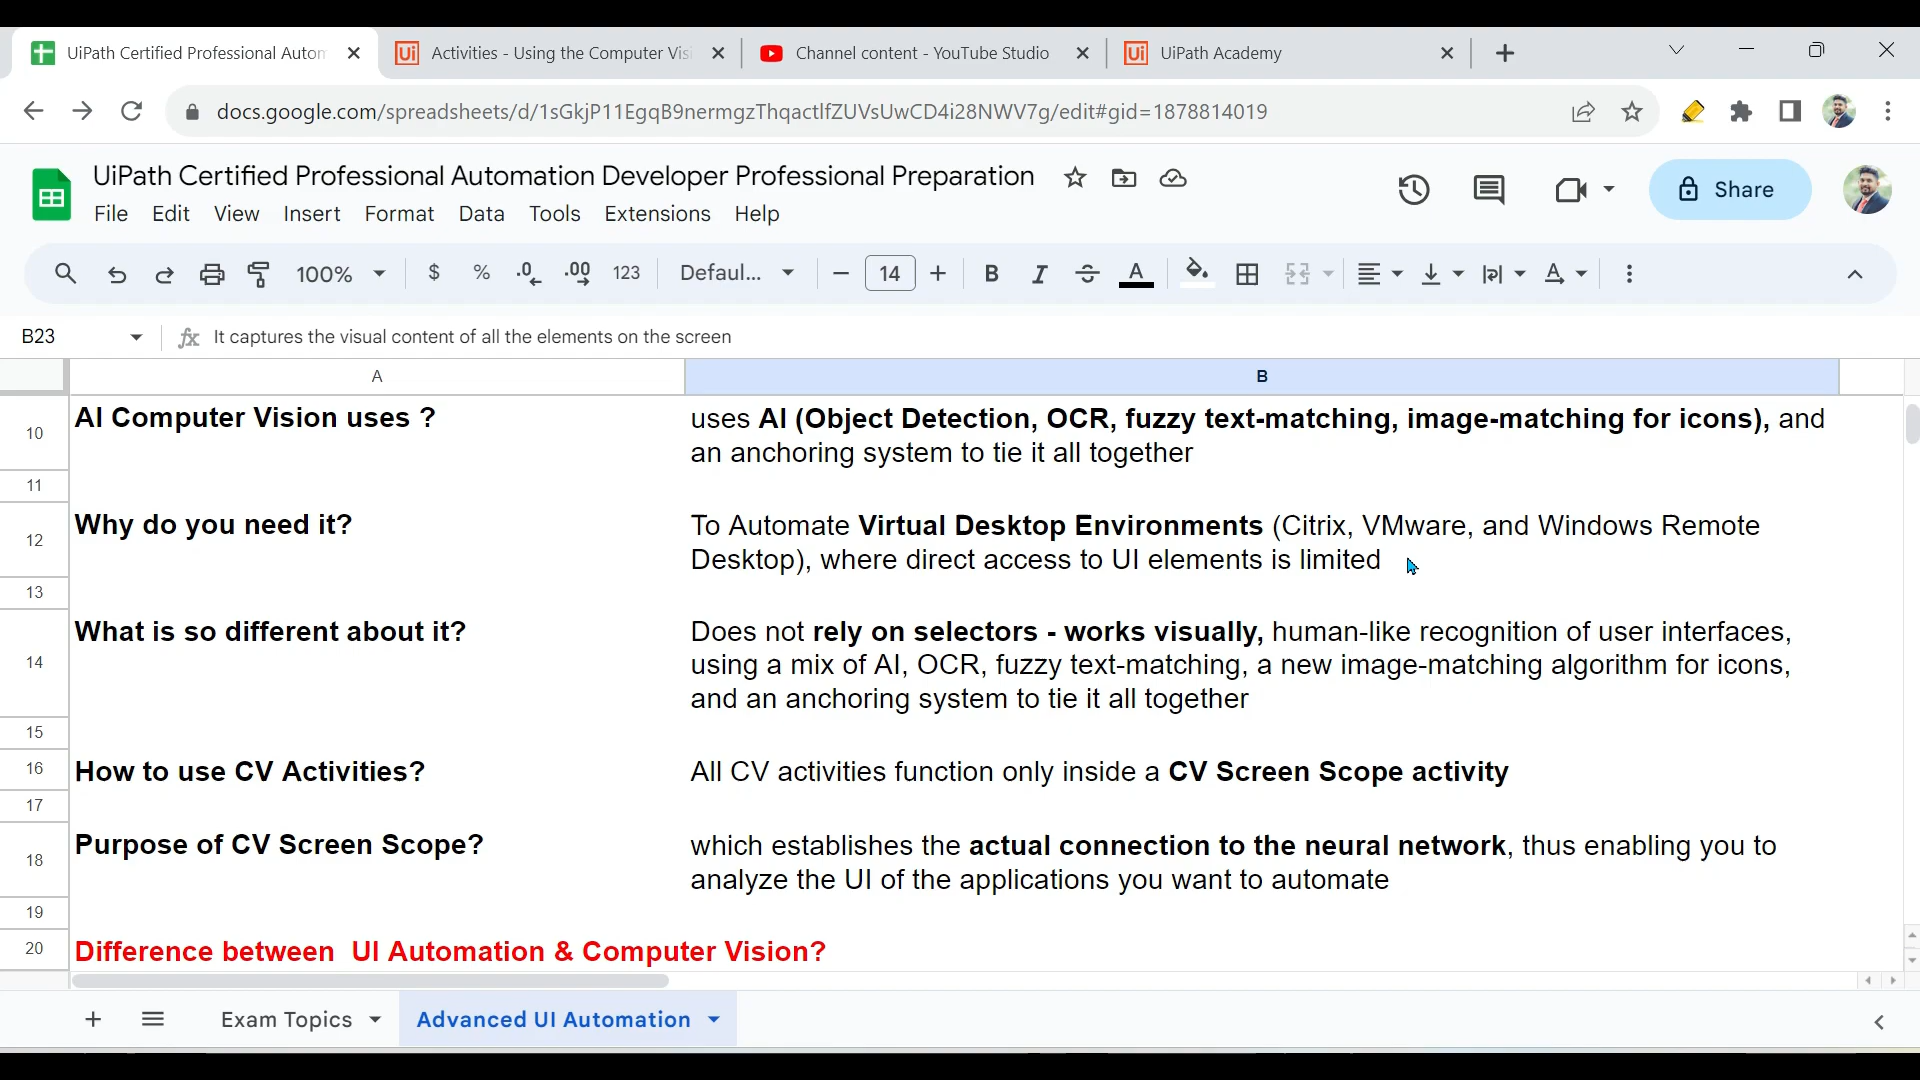 UiPath Certified Professional Autom
Activities - Using the Computer Visi
Channel content - YouTube Studio
UiPath Academy
docs.google.com/spreadsheets/d/1sGkjP11EgqB9nermgzThqactlfZUVsUwCD4i28NWV7g/edit#gid=1878814019
UiPath Certified Professional Automation Developer Professional Preparation
Share
File Edit View Insert Format Data Tools Extensions Help
100% $ % .0 .00 123 Defaul... 14 B I A
B23 fx It captures the visual content of all the elements on the screen
A B
10 AI Computer Vision uses ? uses AI (Object Detection, OCR, fuzzy text-matching, image-matching for icons), and
an anchoring system to tie it all together
11
12 Why do you need it? To Automate Virtual Desktop Environments (Citrix, VMware, and Windows Remote
Desktop), where direct access to UI elements is limited
13
14 What is so different about it? Does not rely on selectors - works visually, human-like recognition of user interfaces,
using a mix of AI, OCR, fuzzy text-matching, a new image-matching algorithm for icons,
and an anchoring system to tie it all together
15
16 How to use CV Activities? All CV activities function only inside a CV Screen Scope activity
17
18 Purpose of CV Screen Scope? which establishes the actual connection to the neural network, thus enabling you to
analyze the UI of the applications you want to automate
19
20 Difference between UI Automation & Computer Vision?
Exam Topics Advanced UI Automation